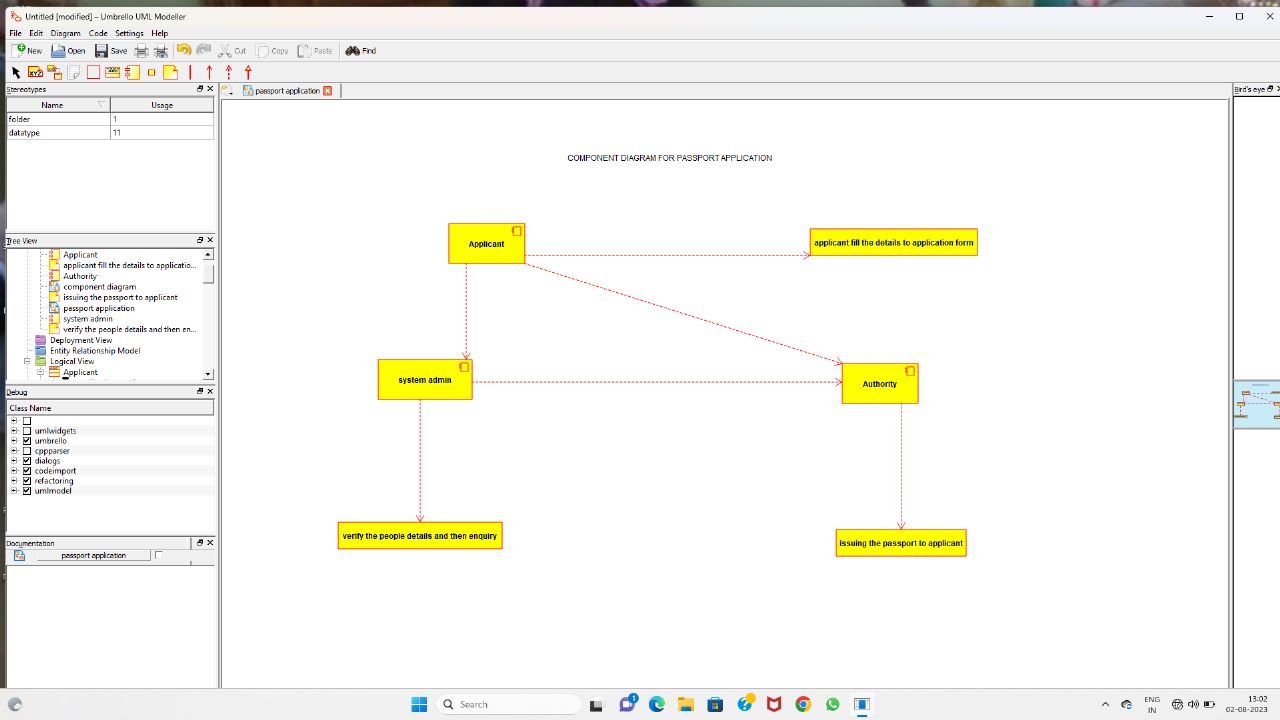 Untitled [modified] – Umbrello UML Modeller
File Edit Diagram Code Settings Help
New Open Save Cut Copy Paste Find
Stereotypes
Name Usage
folder 1
datatype 11
Tree View
Applicant
applicant fill the details to applicatio...
Authority
component diagram
issuing the passport to applicant
passport application
system admin
verify the people details and then en...
Deployment View
Entity Relationship Model
Logical View
Applicant
Debug
Class Name
umlwidgets
umbrello
cppparser
dialogs
codeimport
refactoring
umlmodel
Documentation
passport application
passport application
Bird's eye
COMPONENT DIAGRAM FOR PASSPORT APPLICATION
Applicant
applicant fill the details to application form
system admin
Authority
verify the people details and then enquiry
issuing the passport to applicant
Search
1
ENG
IN
13:02
02-08-2023